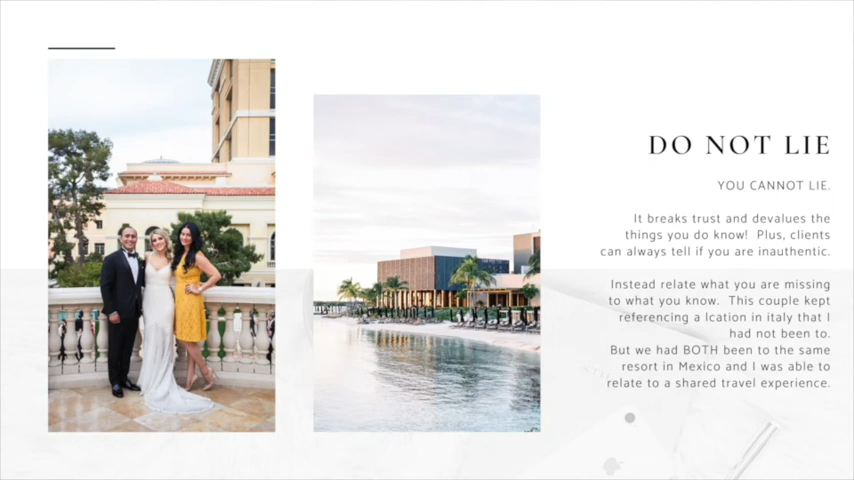 DO NOT LIE
YOU CANNOT LIE.
It breaks trust and devalues the
things you do know! Plus, clients
can always tell if you are inauthentic.
Instead relate what you are missing
to what you know. This couple kept
referencing a lcation in italy that I
had not been to.
But we had BOTH been to the same
resort in Mexico and I was able to
relate to a shared travel experience.